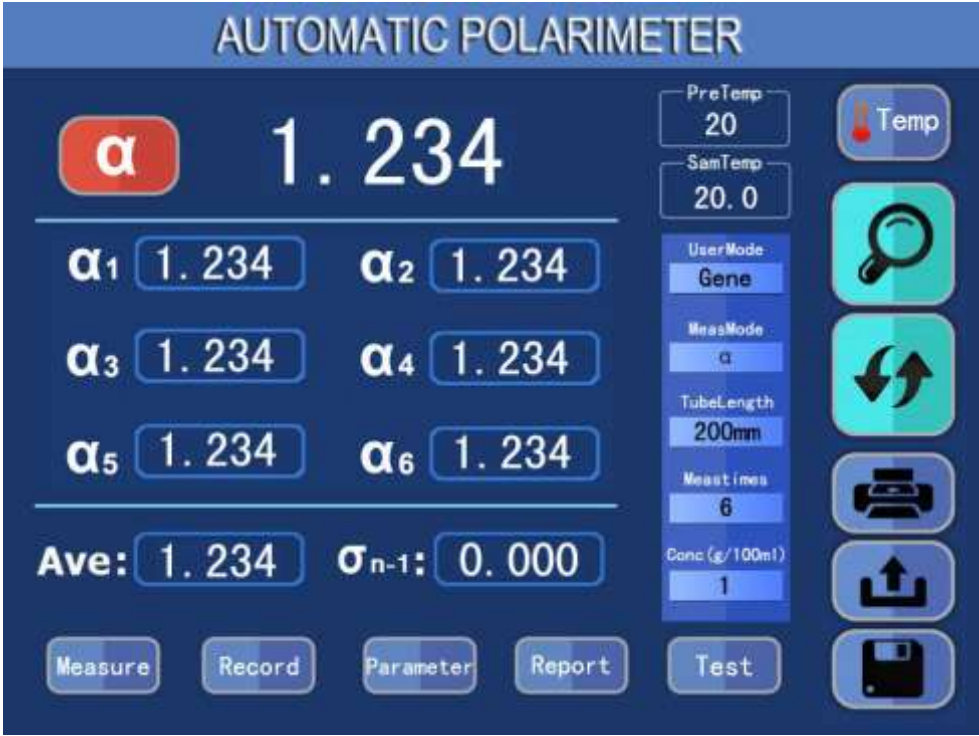 AUTOMATIC POLARIMETER
α 1.234
PreTemp
20
Temp
SamTemp
20.0
α1 1.234 α2 1.234
α3 1.234 α4 1.234
α5 1.234 α6 1.234
Ave: 1.234 σn-1: 0.000
UserMode
Gene
MeasMode
α
TubeLength
200mm
Meastimes
6
Conc(g/100ml)
1
Measure Record Parameter Report Test